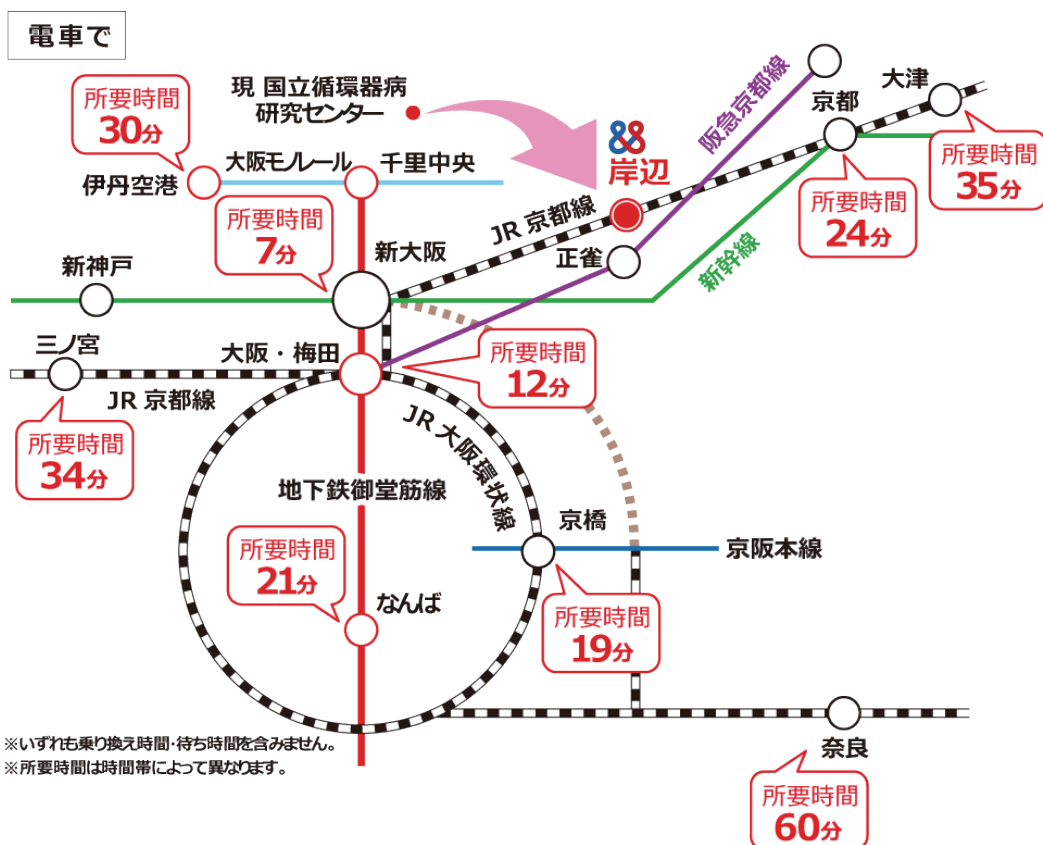 電車で
所要時間
30分
現 国立循環器病
研究センター
岸辺
阪急京都線
京都
大津
所要時間
35分
伊丹空港
大阪モノレール
千里中央
所要時間
7分
新大阪
JR 京都線
正雀
所要時間
24分
新幹線
新神戸
三ノ宮
大阪・梅田
所要時間
12分
JR 京都線
所要時間
34分
JR 大阪環状線
地下鉄御堂筋線
京橋
京阪本線
所要時間
21分
なんば
所要時間
19分
※いずれも乗り換え時間・待ち時間を含みません。
※所要時間は時間帯によって異なります。
奈良
所要時間
60分